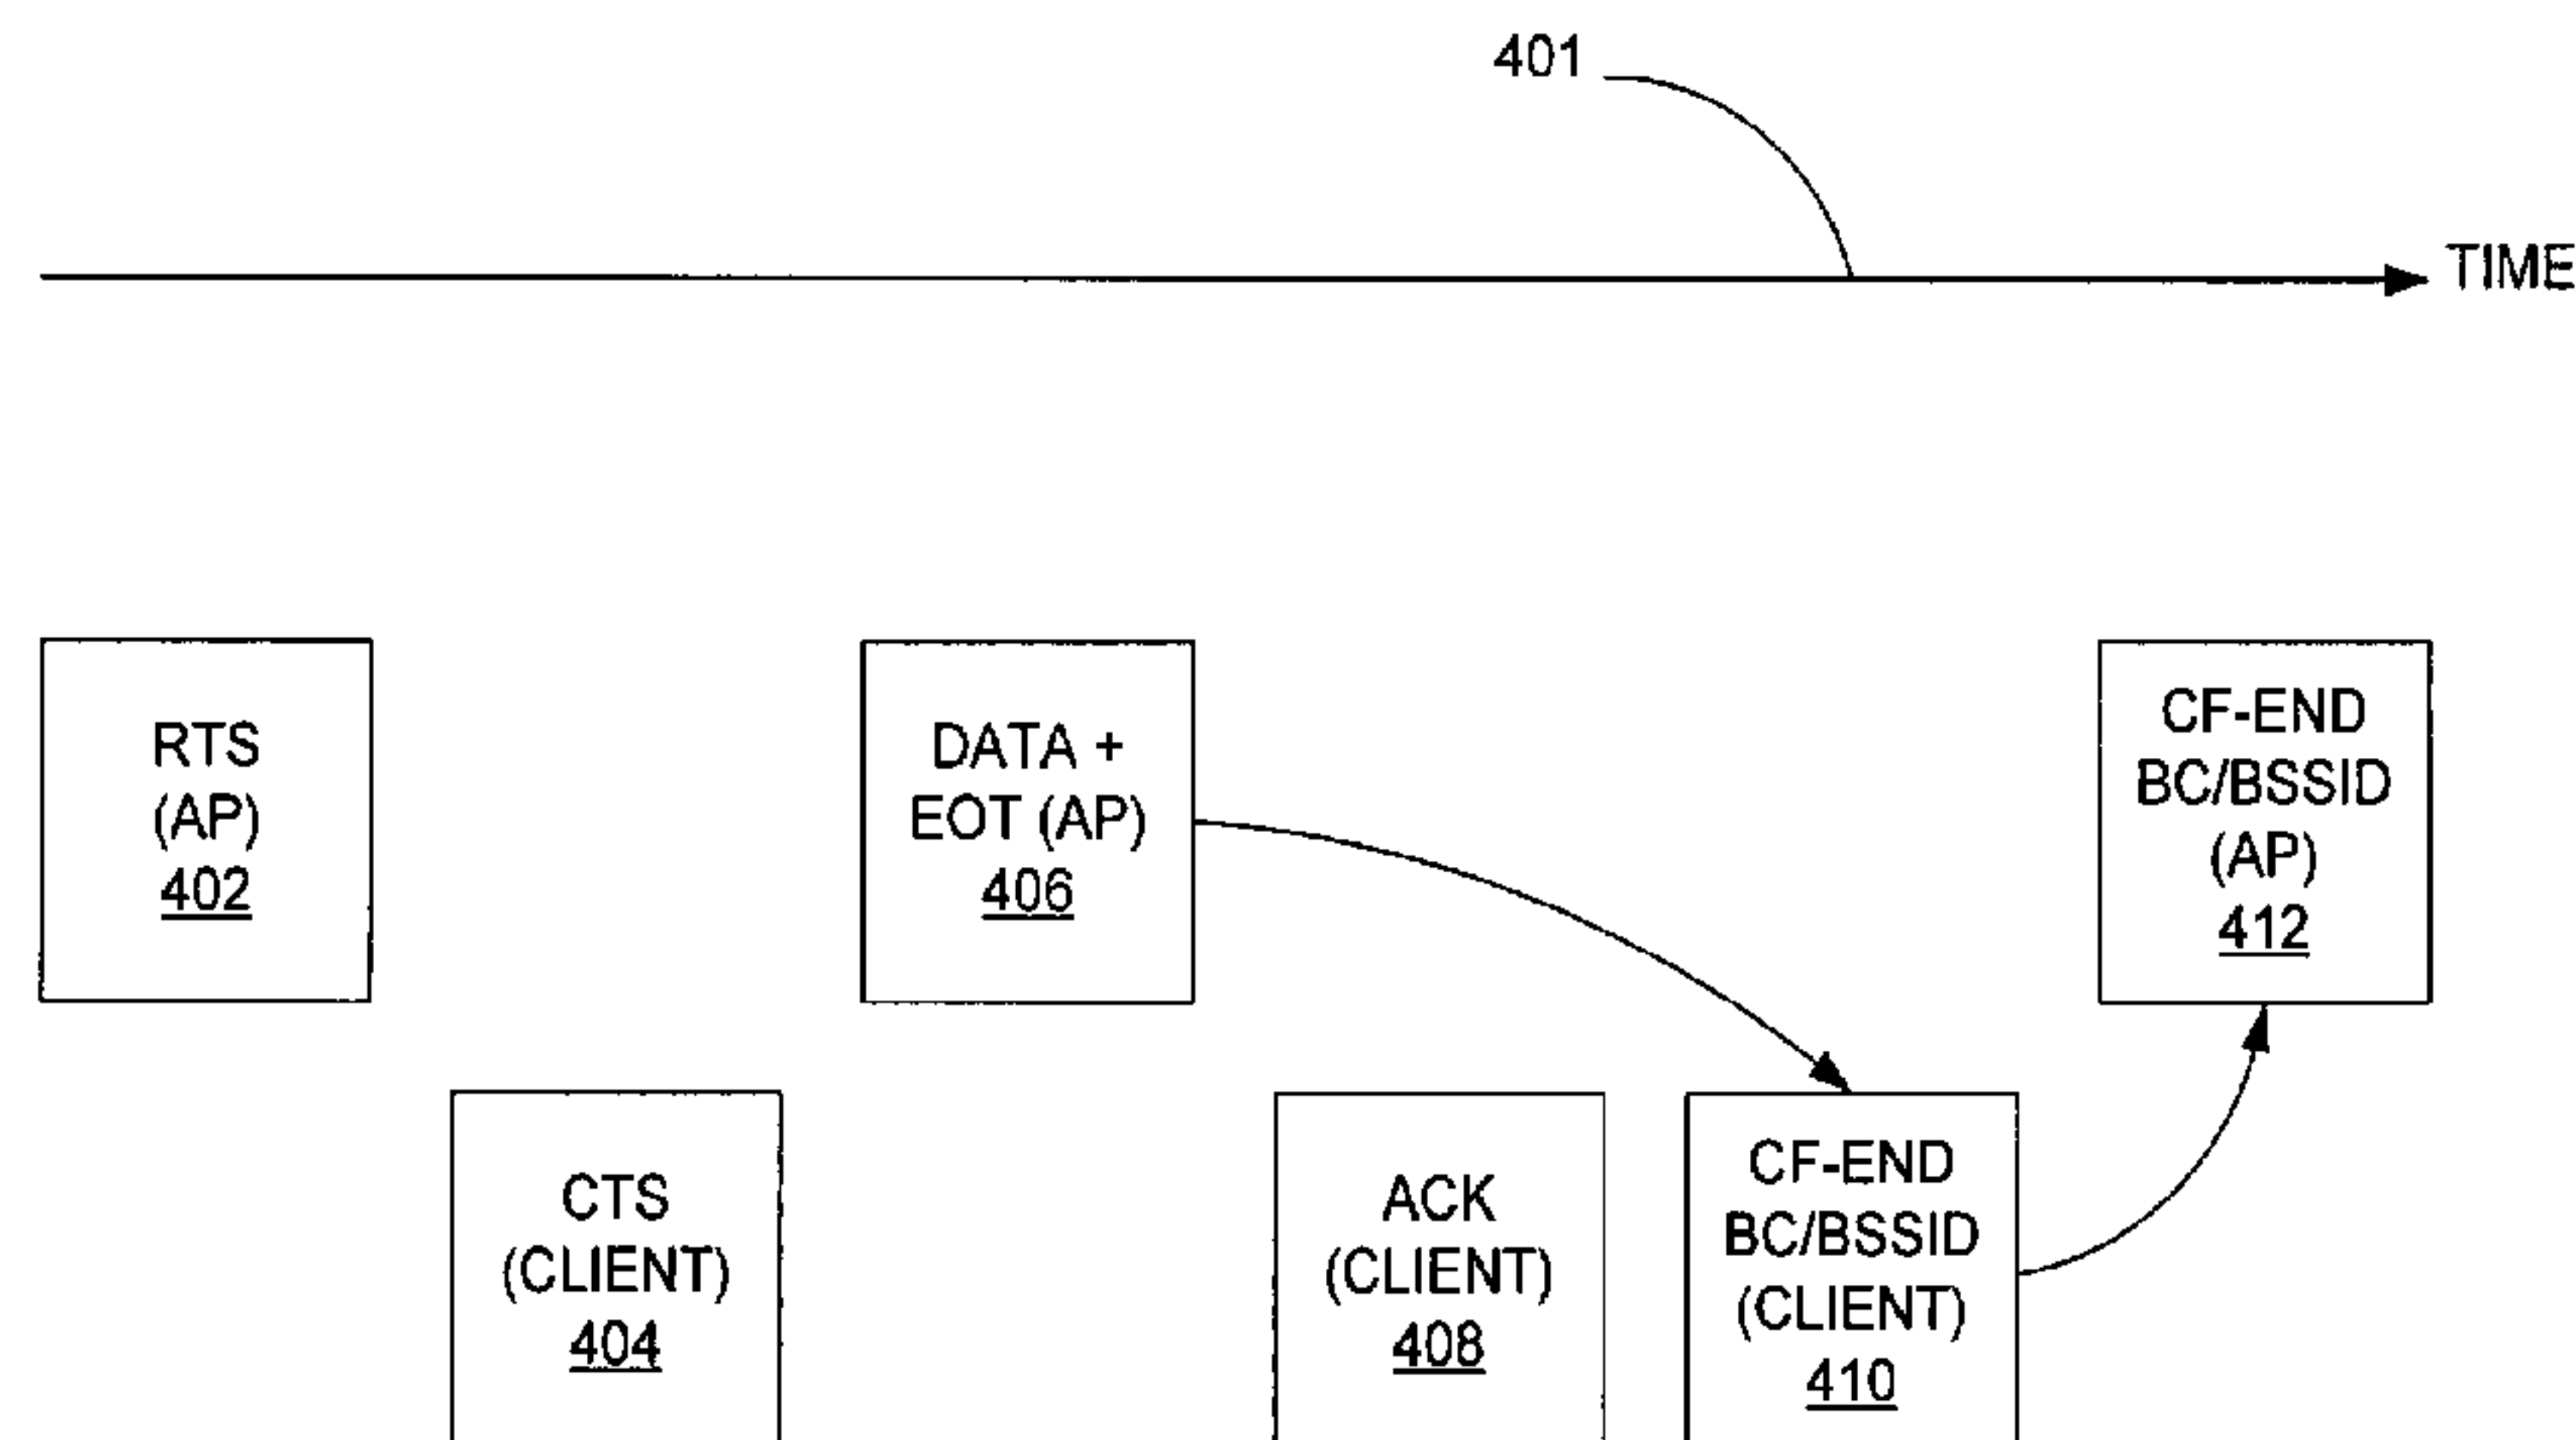 401
TIME
RTS
(AP)
402
DATA +
EOT (AP)
406
CF-END
BC/BSSID
(AP)
412
CTS
(CLIENT)
404
ACK
(CLIENT)
408
CF-END
BC/BSSID
(CLIENT)
410